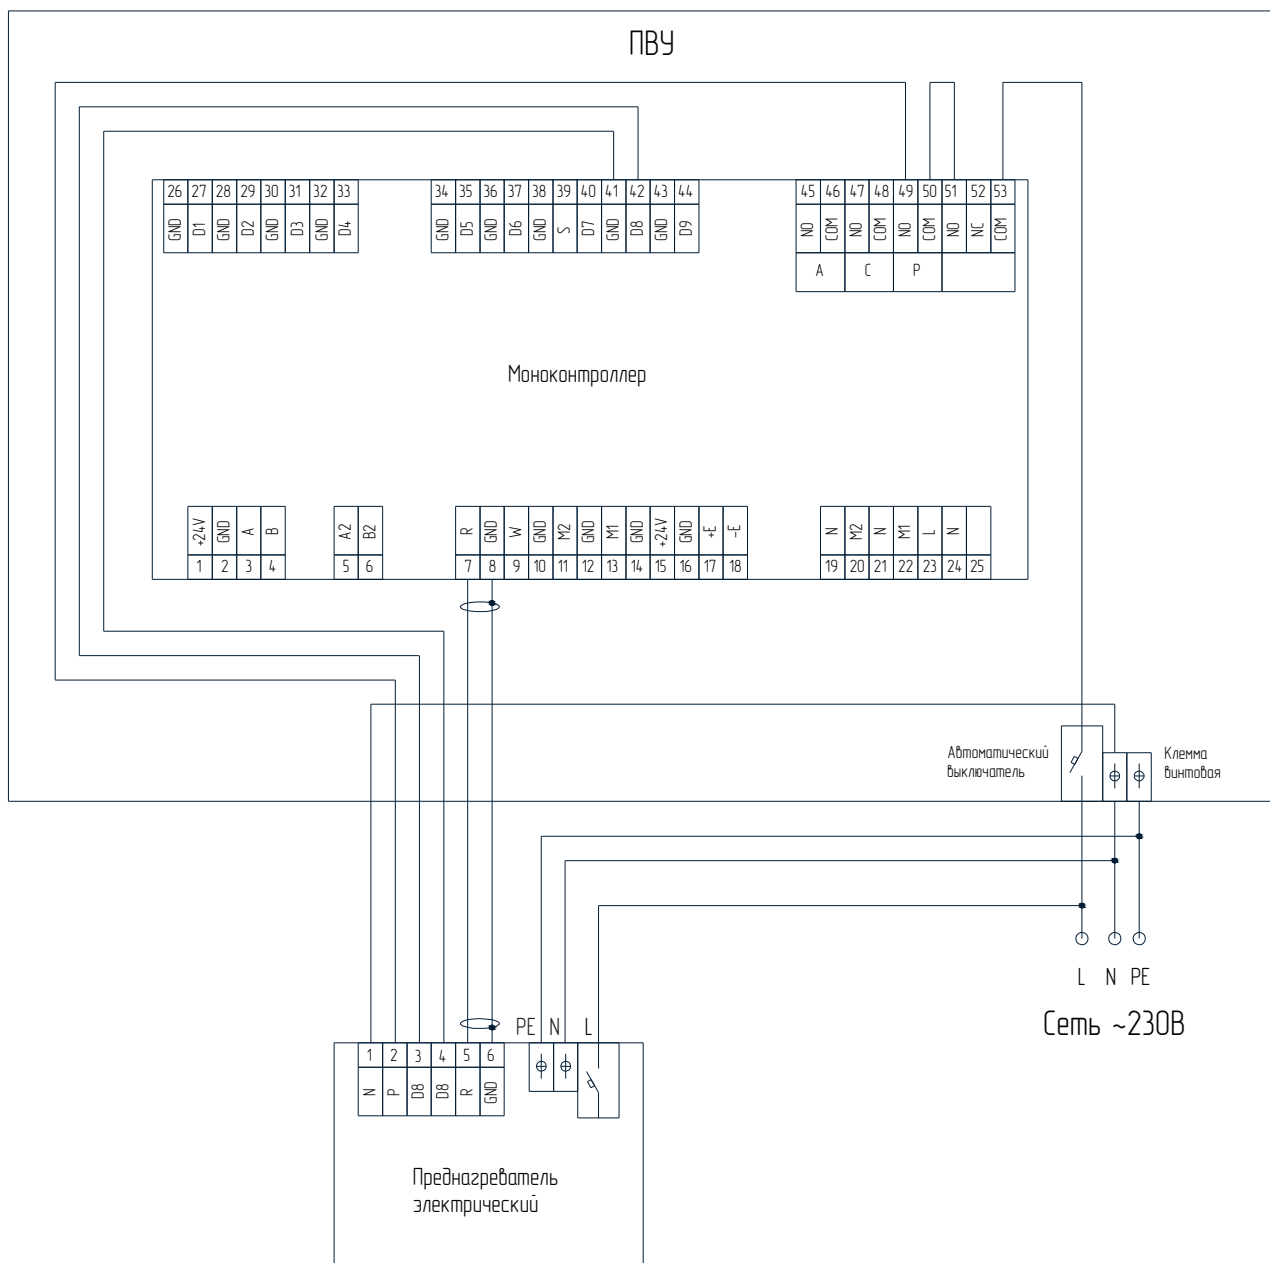 ПВУ
26 27 28 29 30 31 32 33
GND D1 GND D2 GND D3 GND D4
34 35 36 37 38 39 40 41 42 43 44
GND D5 GND D6 GND S D7 GND D8 GND D9
45 46 47 48 49 50 51 52 53
NO COM NO COM NO COM NO NC COM
A C P
Моноконтроллер
+24V GND A B
1 2 3 4
A2 B2
5 6
R GND W GND M2 GND M1 GND +24V GND +E -E
7 8 9 10 11 12 13 14 15 16 17 18
N M2 N M1 L N
19 20 21 22 23 24 25
Автоматический
выключатель
Клемма
винтовая
L N PE
Сеть ~230В
PE N L
1 2 3 4 5 6
N P D8 D8 R GND
Преднагреватель
электрический